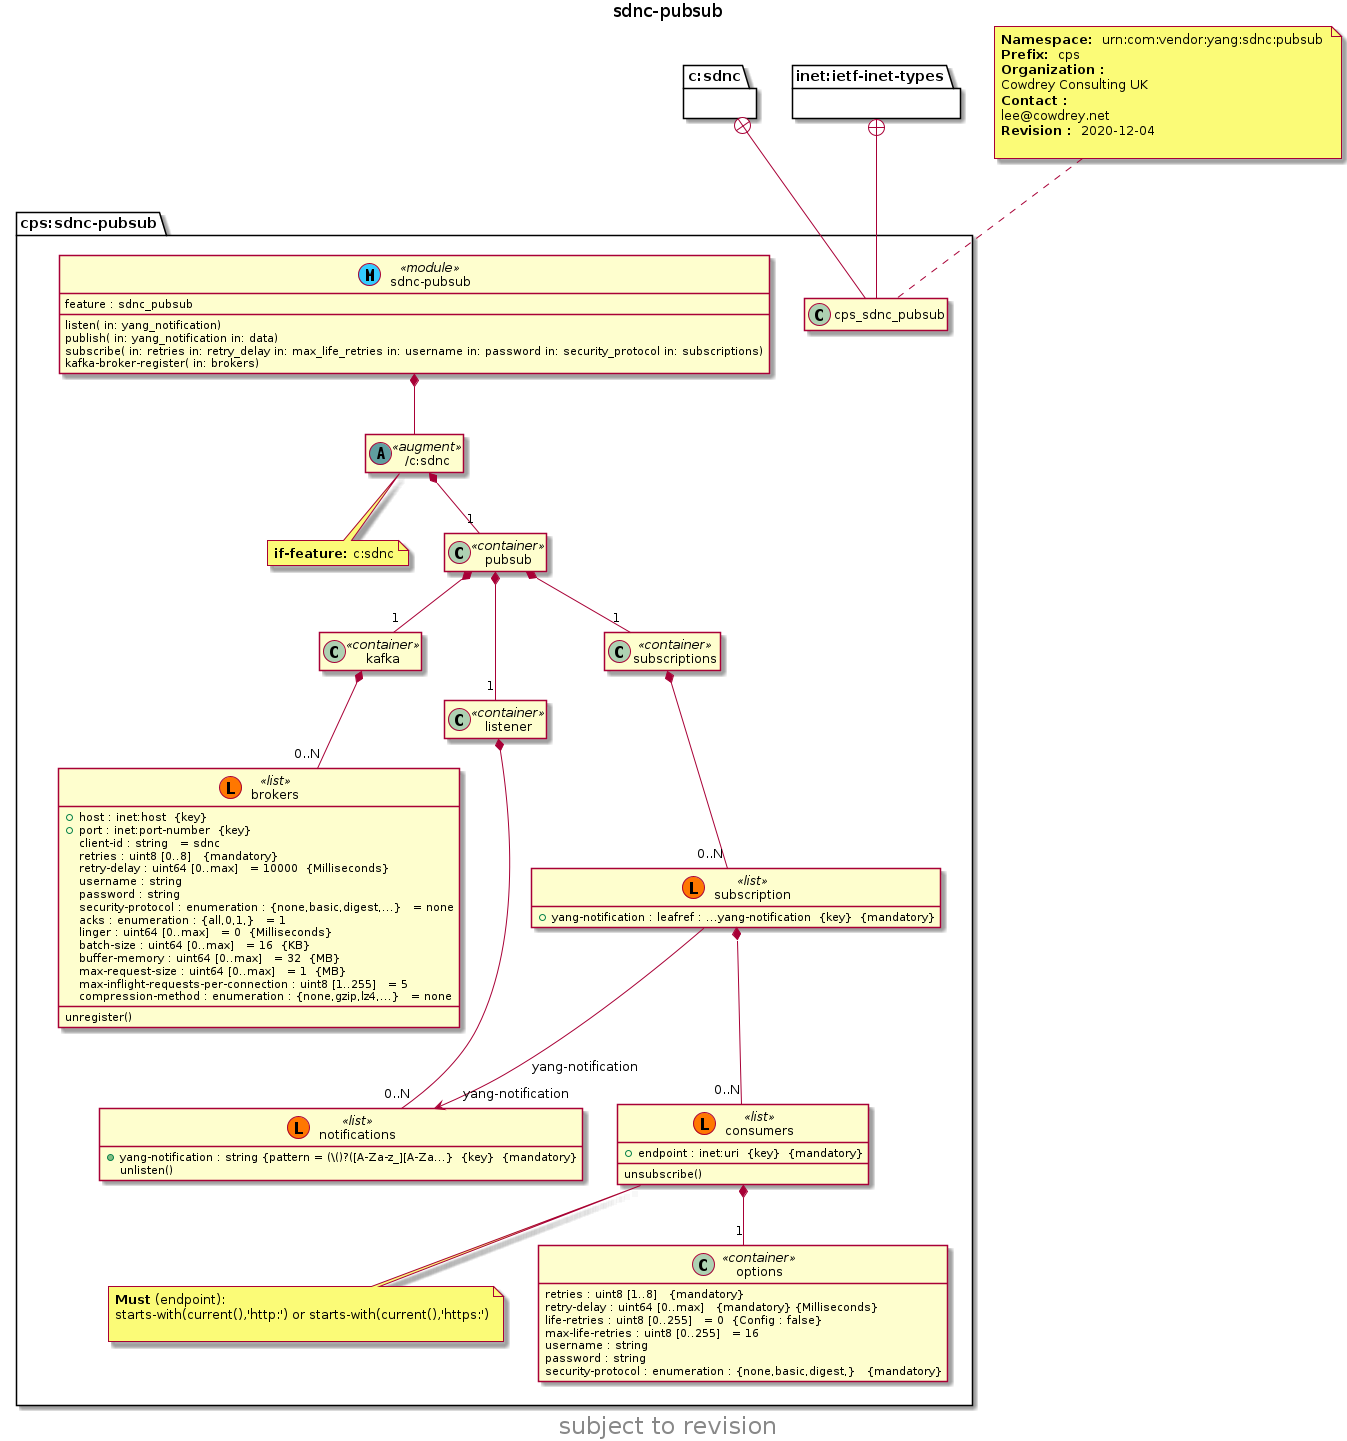 sdnc-pubsub
Namespace: urn:com:vendor:yang:sdnc:pubsub
Prefix: cps
Organization :
Cowdrey Consulting UK
Contact :
lee@cowdrey.net
Revision : 2020-12-04
c:sdnc
inet:ietf-inet-types
cps:sdnc-pubsub
M
«module»
sdnc-pubsub
feature : sdnc_pubsub
listen( in: yang_notification)
publish( in: yang_notification in: data)
subscribe( in: retries in: retry_delay in: max_life_retries in: username in: password in: security_protocol in: subscriptions)
kafka-broker-register( in: brokers)
C cps_sdnc_pubsub
A
«augment»
/c:sdnc
if-feature: c:sdnc
1
C
«container»
pubsub
1
C
«container»
kafka
1
C
«container»
subscriptions
1
C
«container»
listener
0..N
L
«list»
brokers
host : inet:host {key}
port : inet:port-number {key}
client-id : string = sdnc
retries : uint8 [0..8] {mandatory}
retry-delay : uint64 [0..max] = 10000 {Milliseconds}
username : string
password : string
security-protocol : enumeration : {none,basic,digest,...} = none
acks : enumeration : {all,0,1,} = 1
linger : uint64 [0..max] = 0 {Milliseconds}
batch-size : uint64 [0..max] = 16 {KB}
buffer-memory : uint64 [0..max] = 32 {MB}
max-request-size : uint64 [0..max] = 1 {MB}
max-inflight-requests-per-connection : uint8 [1..255] = 5
compression-method : enumeration : {none,gzip,lz4,...} = none
unregister()
0..N
L
«list»
subscription
yang-notification : leafref : ...yang-notification {key} {mandatory}
yang-notification
yang-notification
0..N
L
«list»
notifications
yang-notification : string {pattern = (\()?([A-Za-z_][A-Za...} {key} {mandatory}
unlisten()
0..N
L
«list»
consumers
endpoint : inet:uri {key} {mandatory}
unsubscribe()
Must (endpoint):
starts-with(current(),'http:') or starts-with(current(),'https:')
1
C
«container»
options
retries : uint8 [1..8] {mandatory}
retry-delay : uint64 [0..max] {mandatory} {Milliseconds}
life-retries : uint8 [0..255] = 0 {Config : false}
max-life-retries : uint8 [0..255] = 16
username : string
password : string
security-protocol : enumeration : {none,basic,digest,} {mandatory}
subject to revision